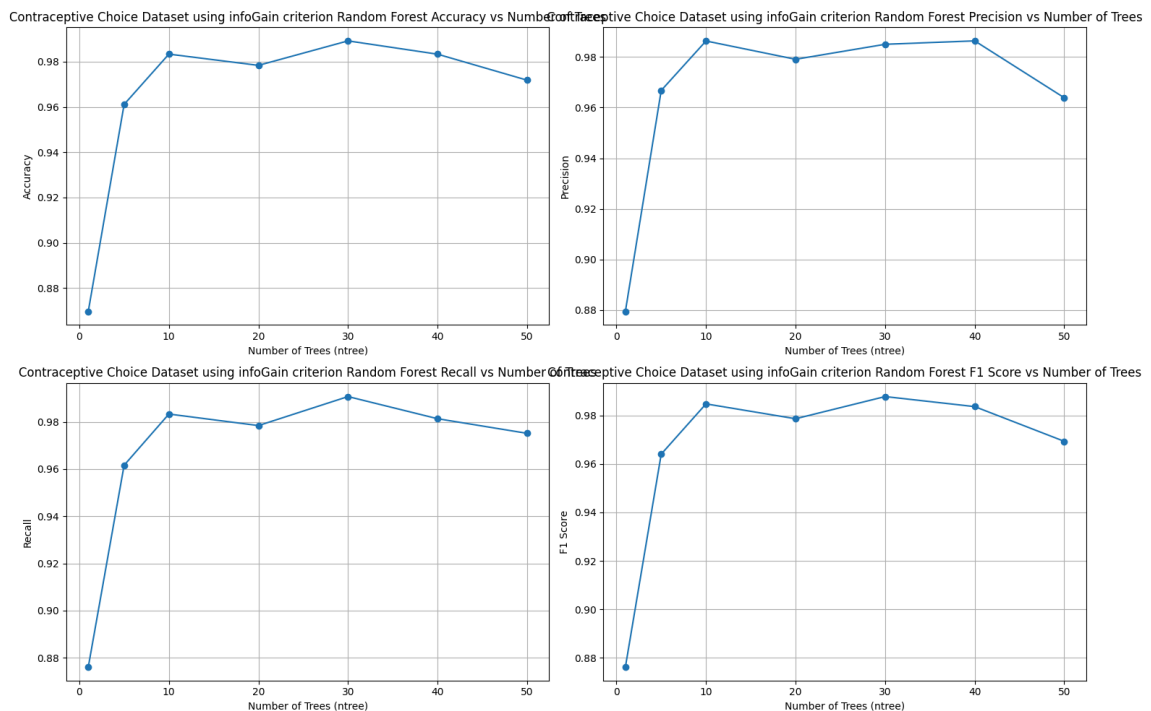 Contraceptive Choice Dataset using infoGain criterion Random Forest Accuracy vs Number of Trees
0.98
0.96
0.94
0.92
0.90
0.88
Accuracy
0 10 20 30 40 50
Number of Trees (ntree)
Contraceptive Choice Dataset using infoGain criterion Random Forest Precision vs Number of Trees
0.98
0.96
0.94
0.92
0.90
0.88
Precision
0 10 20 30 40 50
Number of Trees (ntree)
Contraceptive Choice Dataset using infoGain criterion Random Forest Recall vs Number of Trees
0.98
0.96
0.94
0.92
0.90
0.88
Recall
0 10 20 30 40 50
Number of Trees (ntree)
Contraceptive Choice Dataset using infoGain criterion Random Forest F1 Score vs Number of Trees
0.98
0.96
0.94
0.92
0.90
0.88
F1 Score
0 10 20 30 40 50
Number of Trees (ntree)